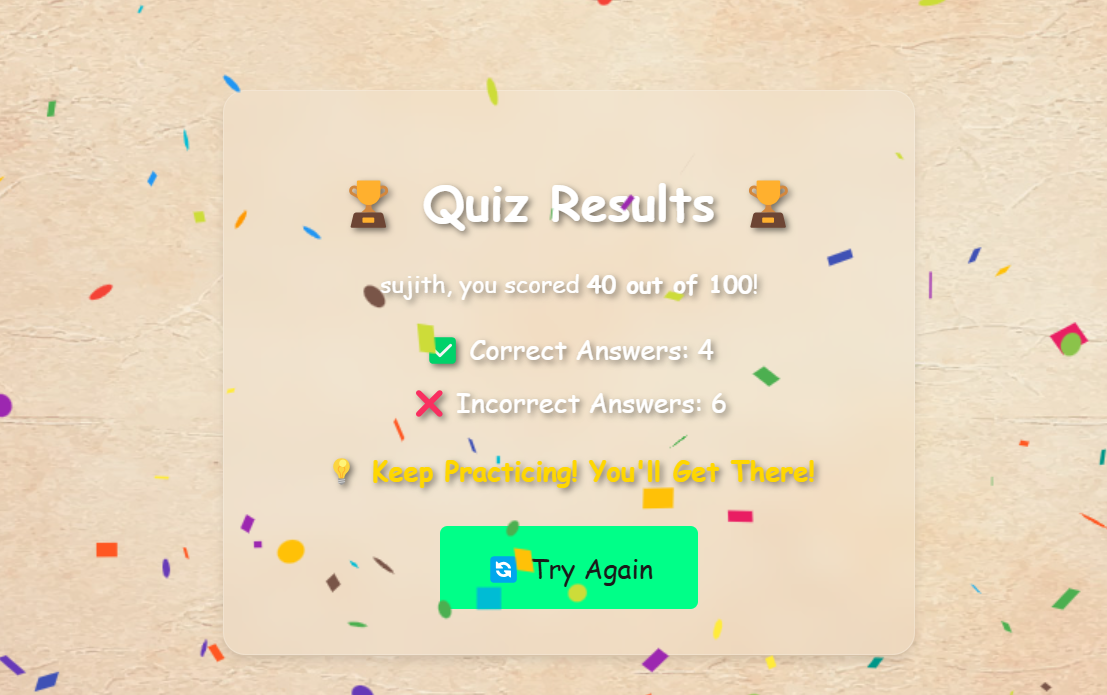 Quiz Results
sujith, you scored 40 out of 100!
Correct Answers: 4
Incorrect Answers: 6
Keep Practicing! You'll Get There!
Try Again